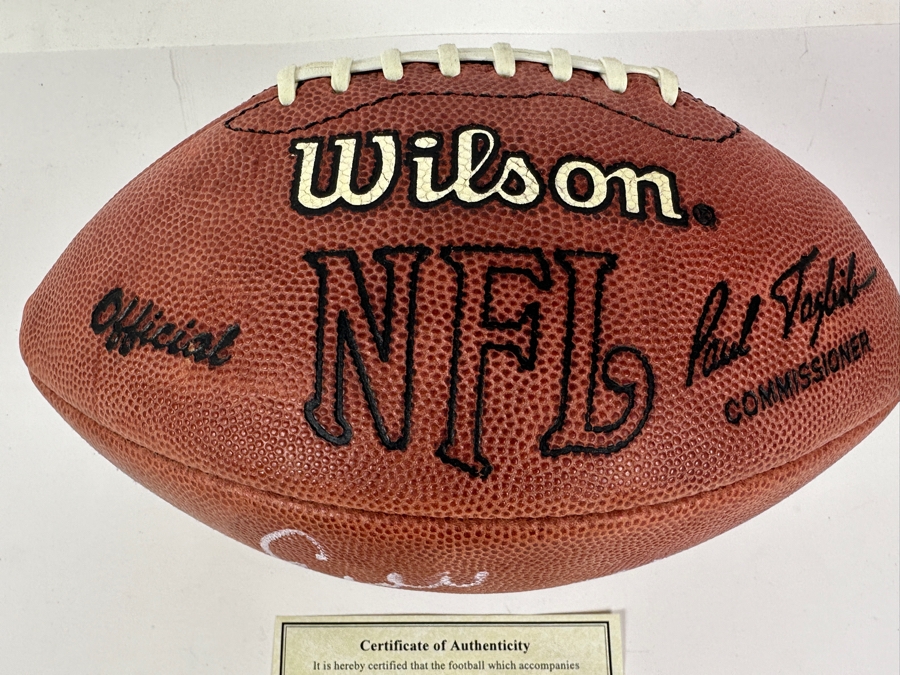 Wilson®
NFL
Official
Paul Tagliabue
COMMISSIONER
Certificate of Authenticity
It is hereby certified that the football which accompanies